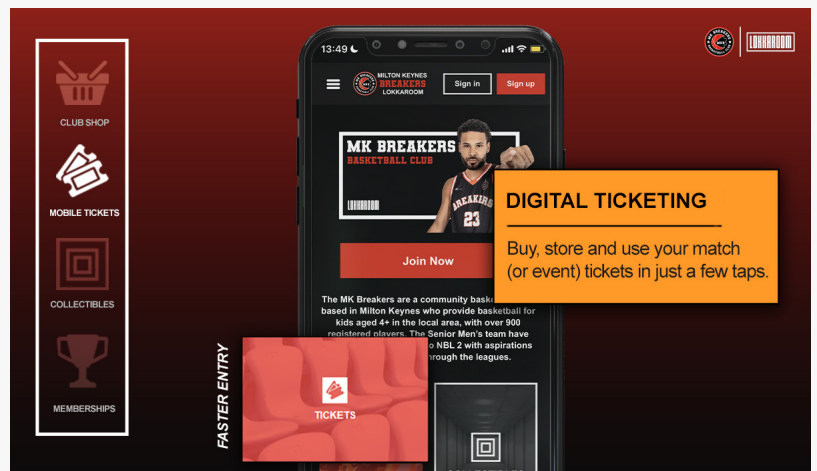 CLUB SHOP
MOBILE TICKETS
COLLECTIBLES
MEMBERSHIPS
FASTER ENTRY
13:49
MILTON KEYNES
BREAKERS
LOKKAROOM
Sign in
Sign up
MK BREAKERS
BASKETBALL CLUB
LOKKAROOM
BREAKERS
23
Join Now
The MK Breakers are a community
based in Milton Keynes who provide basketball for
kids aged 4+ in the local area, with over 900
registered players. The Senior Men's team have
o NBL 2 with aspirations
hrough the leagues.
TICKETS
COLLECTIBLES
DIGITAL TICKETING
Buy, store and use your match
(or event) tickets in just a few taps.
MK BREAKERS
LOKKAROOM